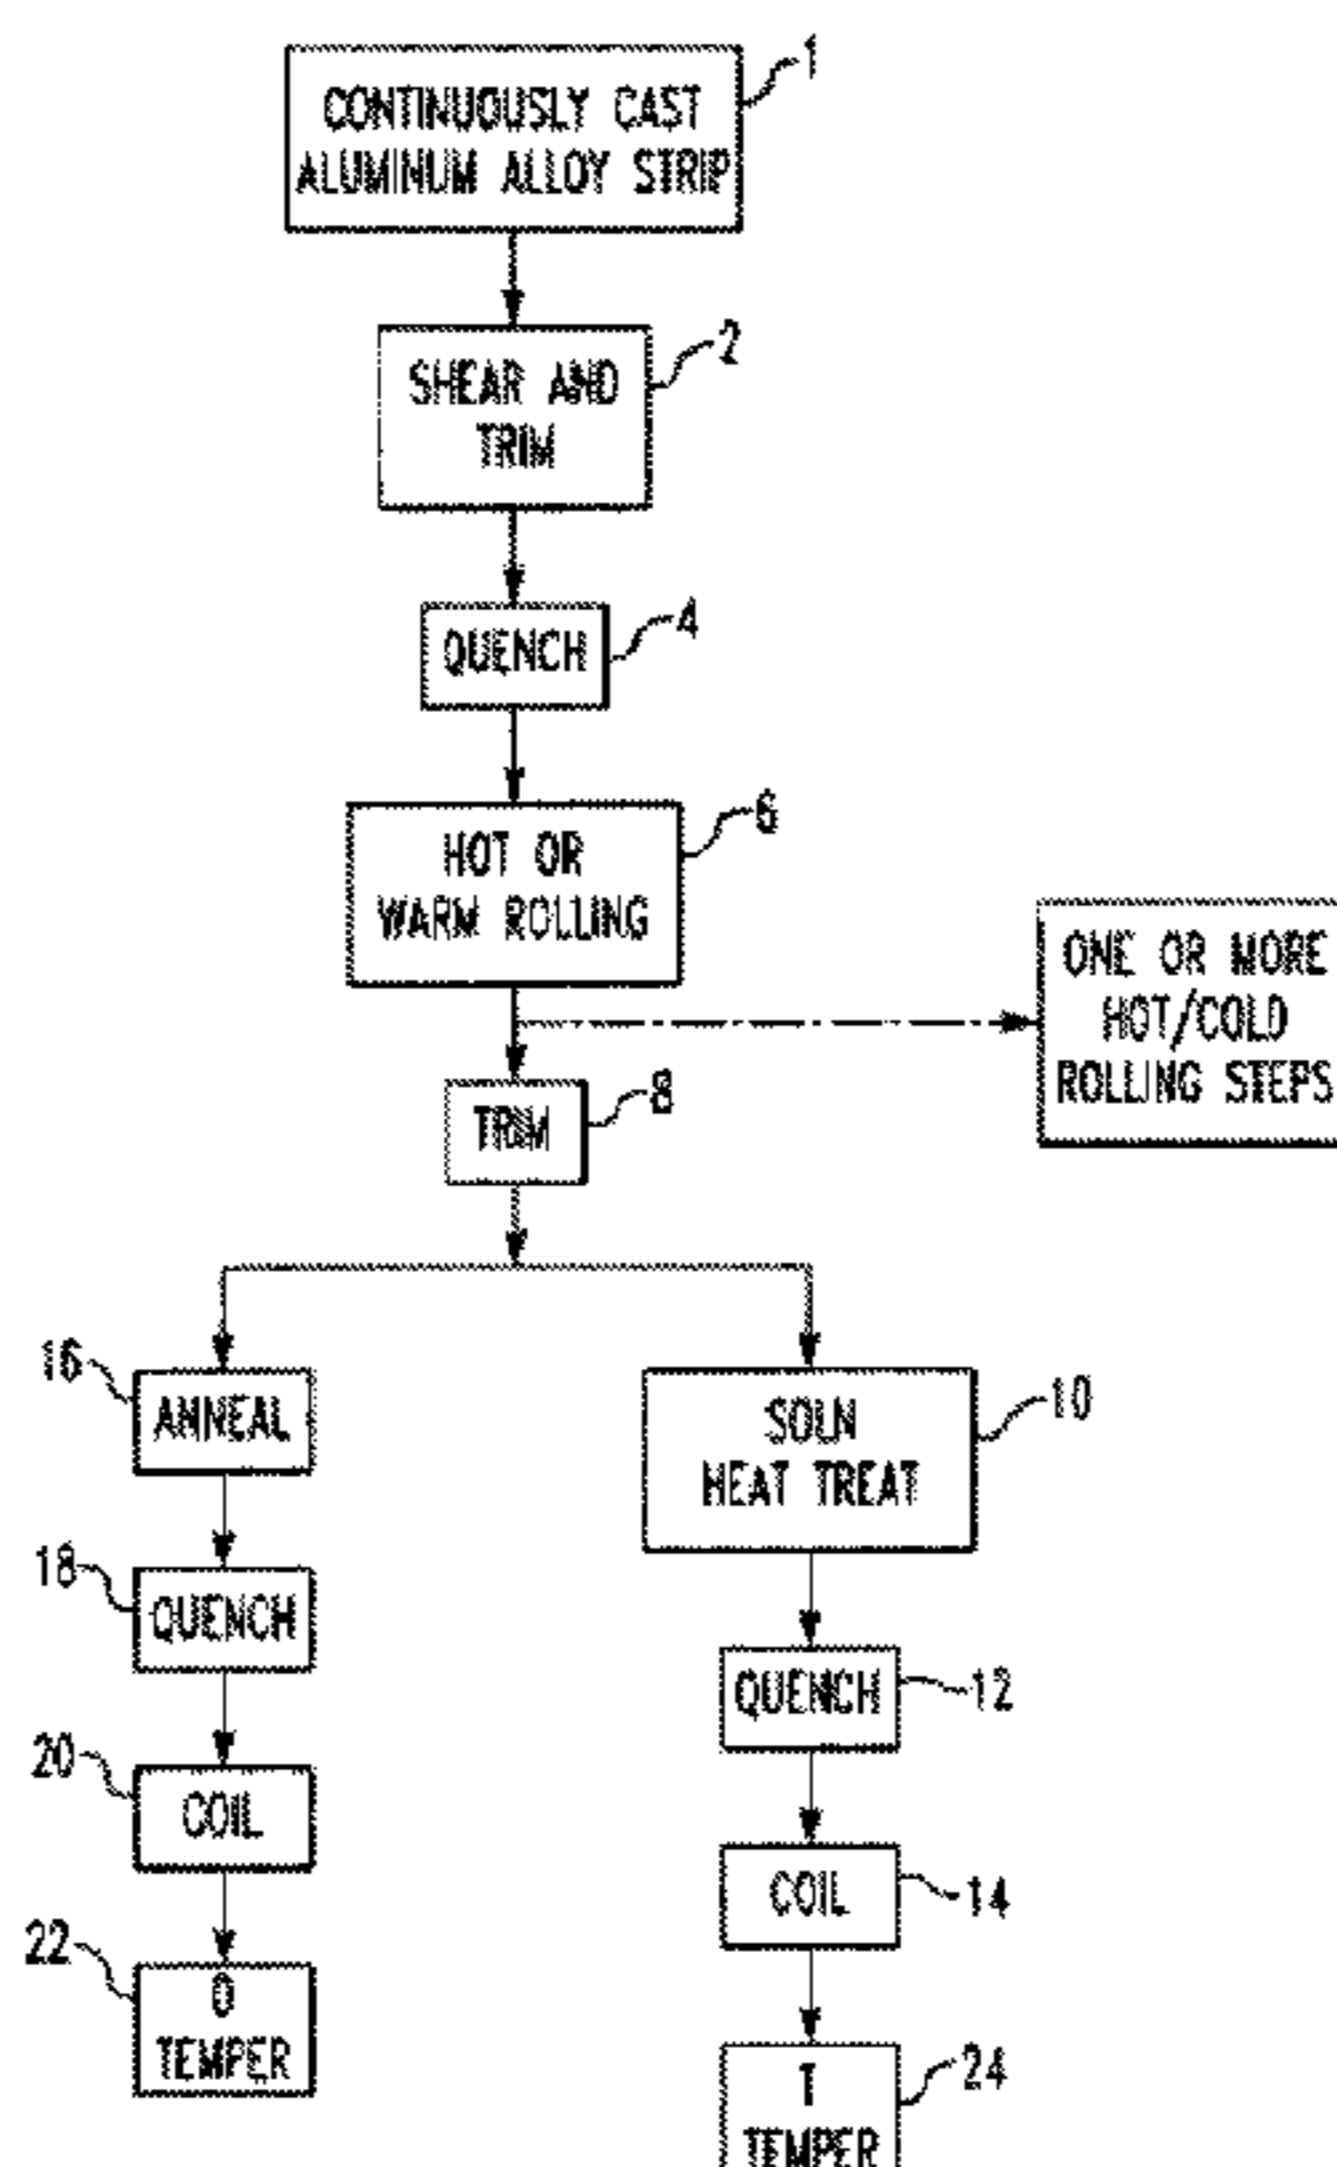 1
CONTINUOUSLY CAST
ALUMINUM ALLOY STRIP
2
SHEAR AND
TRIM
4
QUENCH
6
HOT OR
WARM ROLLING
ONE OR MORE
HOT/COLD
ROLLING STEPS
8
TRIM
16
ANNEAL
18
QUENCH
20
COIL
22
O
TEMPER
10
SOLN
HEAT TREAT
12
QUENCH
14
COIL
24
T
TEMPER